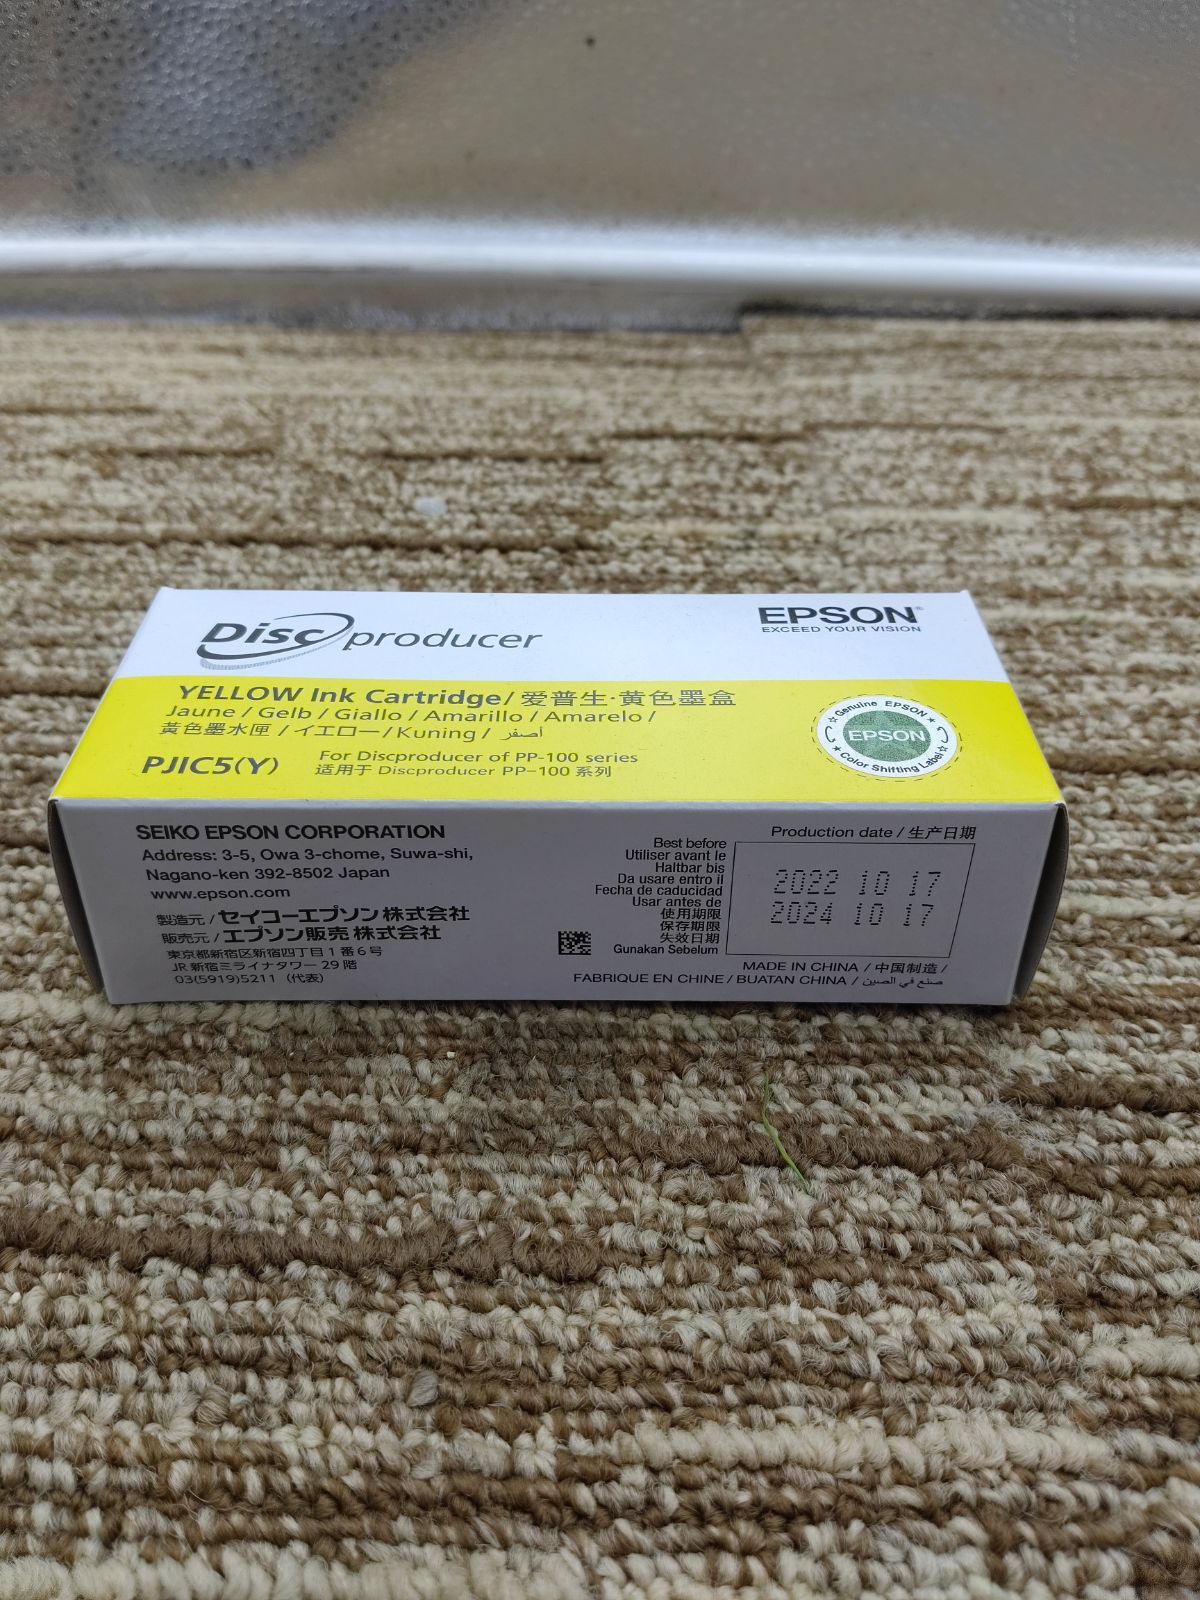 Disc producer
EPSON®
EXCEED YOUR VISION
YELLOW Ink Cartridge/ 爱普生·黄色墨盒
Jaune / Gelb / Giallo / Amarillo / Amarelo /
黃色墨水匣 / イエロー/Kuning / أصفر
PJIC5(Y)
For Discproducer of PP-100 series
适用于 Discproducer PP-100 系列
Genuine EPSON
EPSON
Color Shifting Label
SEIKO EPSON CORPORATION
Address: 3-5, Owa 3-chome, Suwa-shi,
Nagano-ken 392-8502 Japan
www.epson.com
製造元 / セイコーエプソン株式会社
販売元 / エプソン販売株式会社
東京都新宿区新宿四丁目1番6号
JR新宿ミライナタワー 29階
03(5919)5211（代表）
Production date / 生产日期
Best before
Utiliser avant le
Haltbar bis
Da usare entro il
Fecha de caducidad
Usar antes de
使用期限
保存期限
失效日期
Gunakan Sebelum
2022 10 17
2024 10 17
MADE IN CHINA / 中国制造 /
FABRIQUE EN CHINE / BUATAN CHINA / صنع في الصين